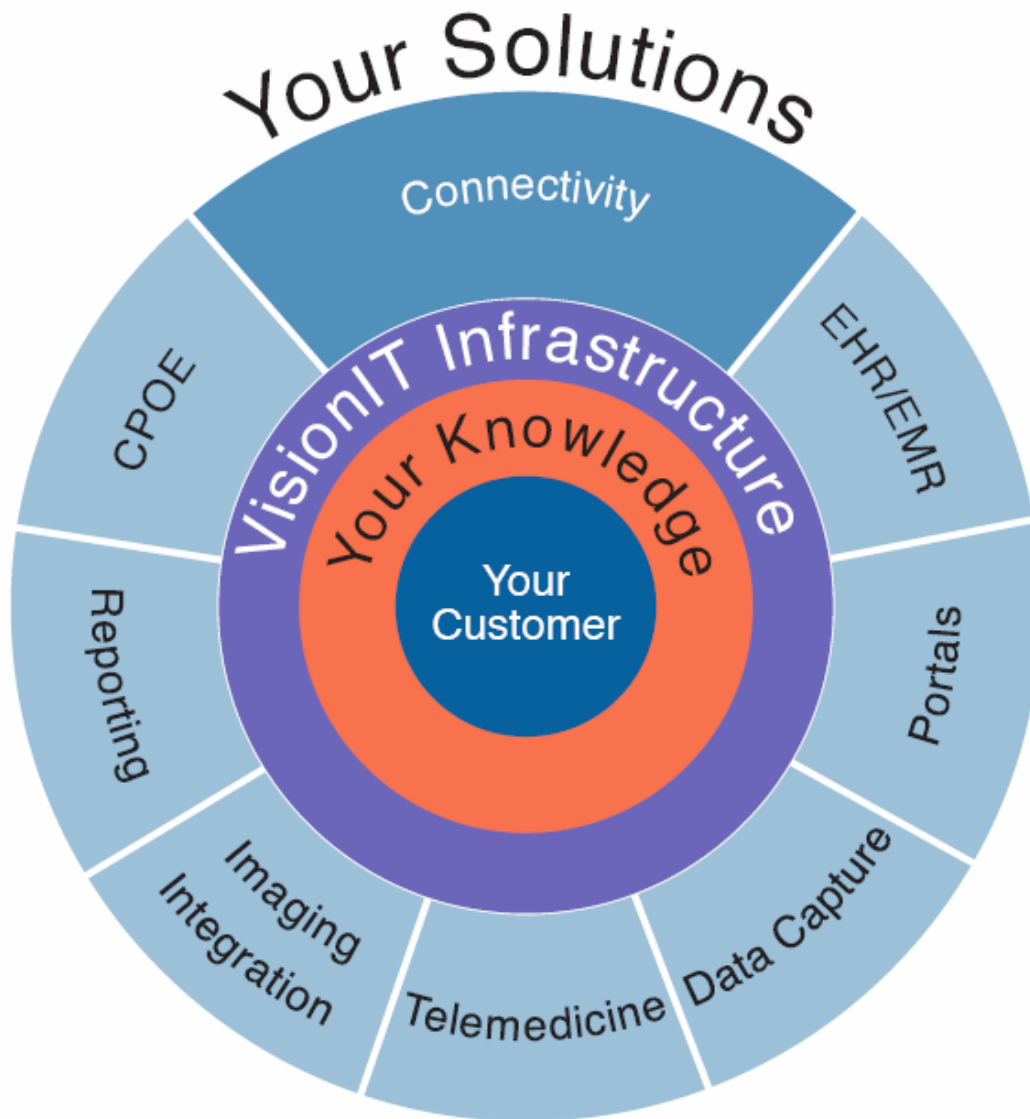 Your Solutions
Connectivity
EHR/EMR
Portals
Data Capture
Telemedicine
Imaging
Integration
Reporting
CPOE
VisionIT Infrastructure
Your Knowledge
Your
Customer